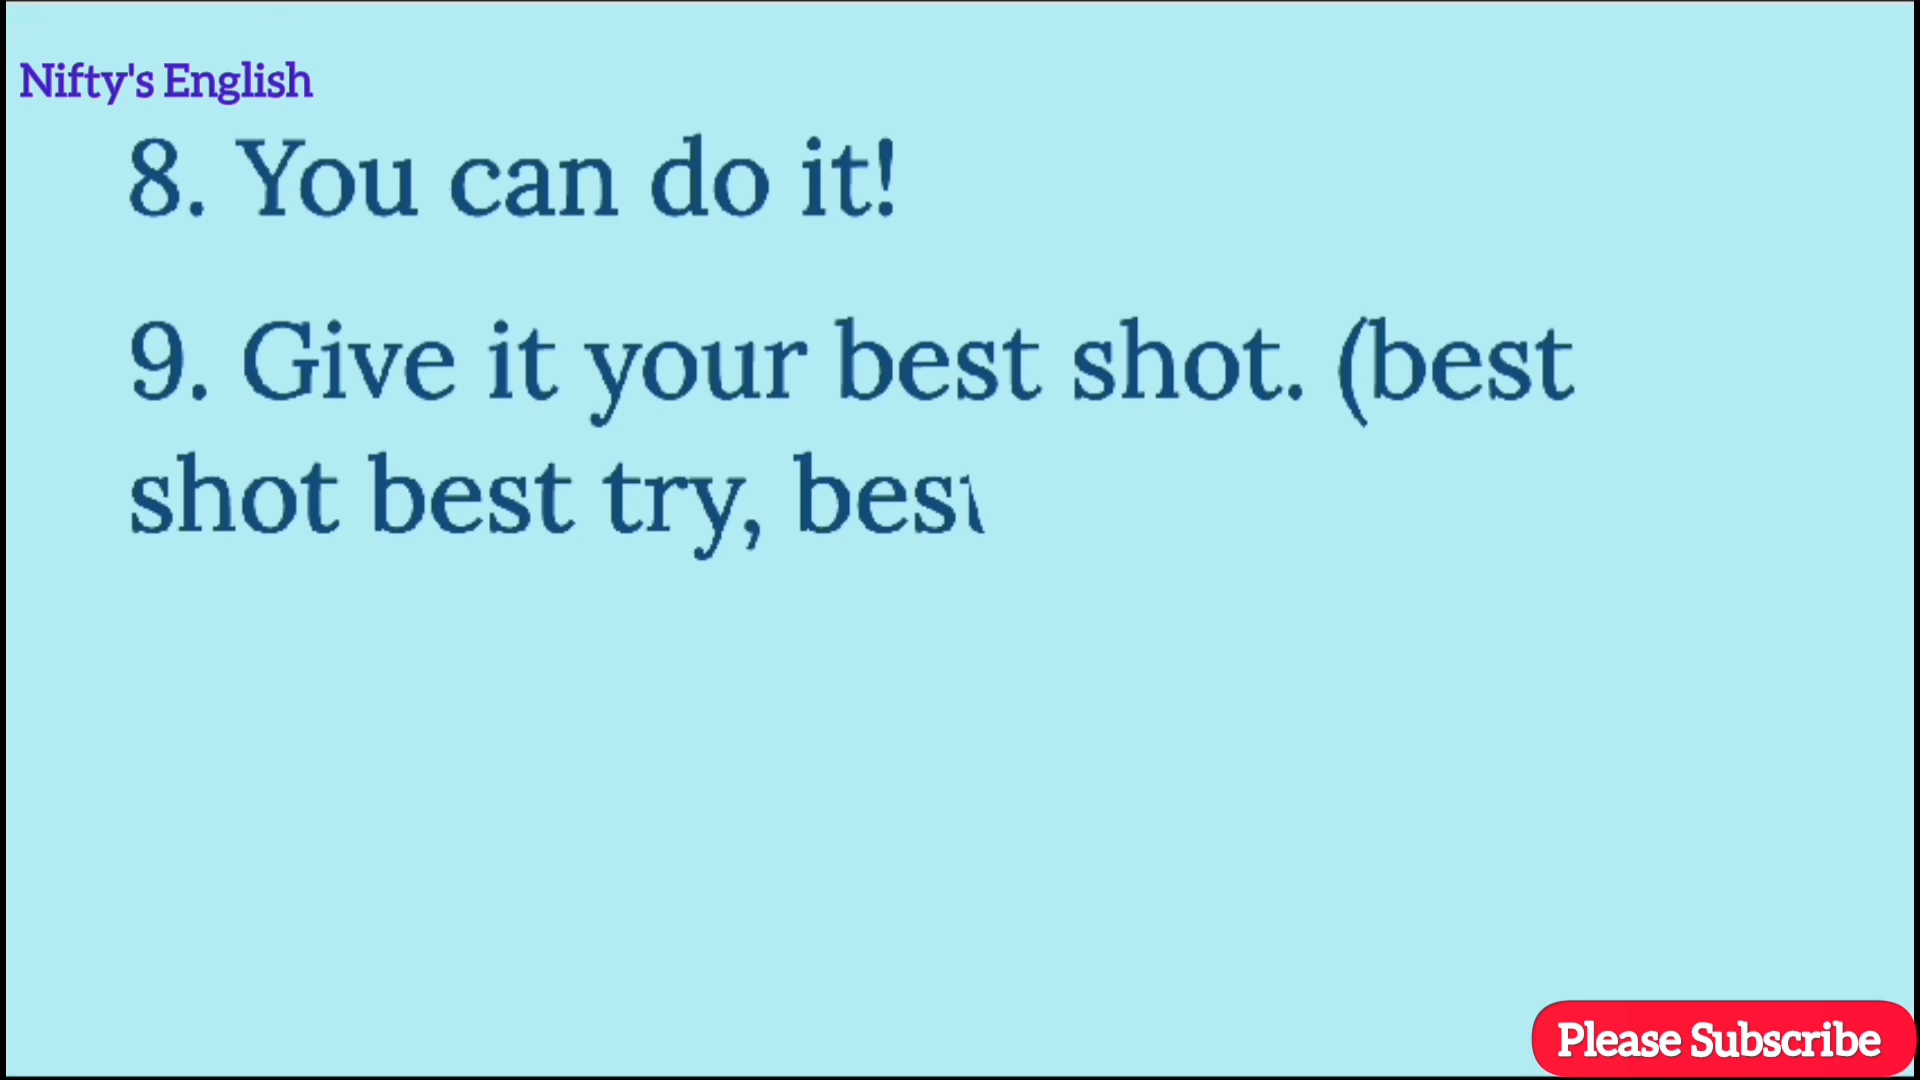 Nifty's English
8. You can do it!
9. Give it your best shot. (best
shot best try, bes
Please Subscribe